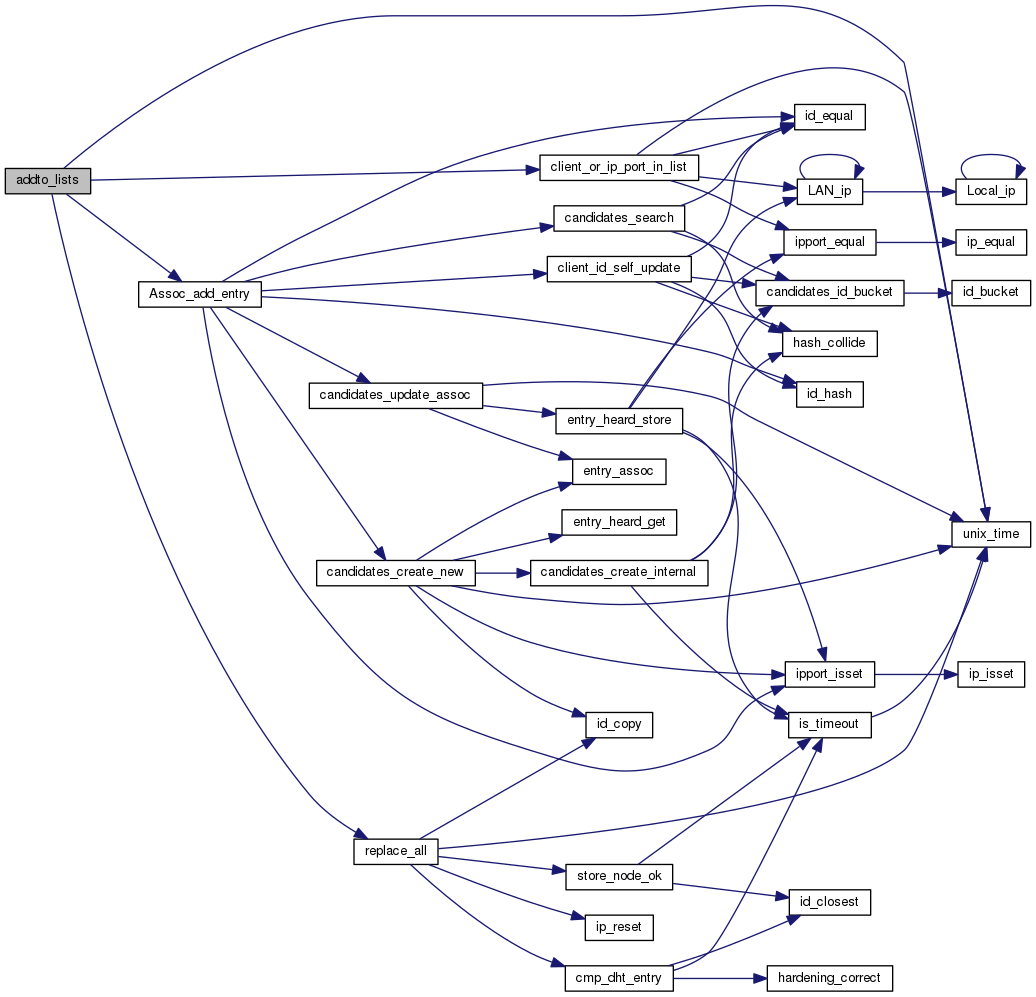 addto_lists
id_equal
client_or_ip_port_in_list
LAN_ip
Local_ip
candidates_search
ipport_equal
ip_equal
client_id_self_update
Assoc_add_entry
candidates_id_bucket
id_bucket
hash_collide
candidates_update_assoc
id_hash
entry_heard_store
entry_assoc
entry_heard_get
unix_time
candidates_create_new
candidates_create_internal
ipport_isset
ip_isset
id_copy
is_timeout
replace_all
store_node_ok
id_closest
ip_reset
cmp_dht_entry
hardening_correct